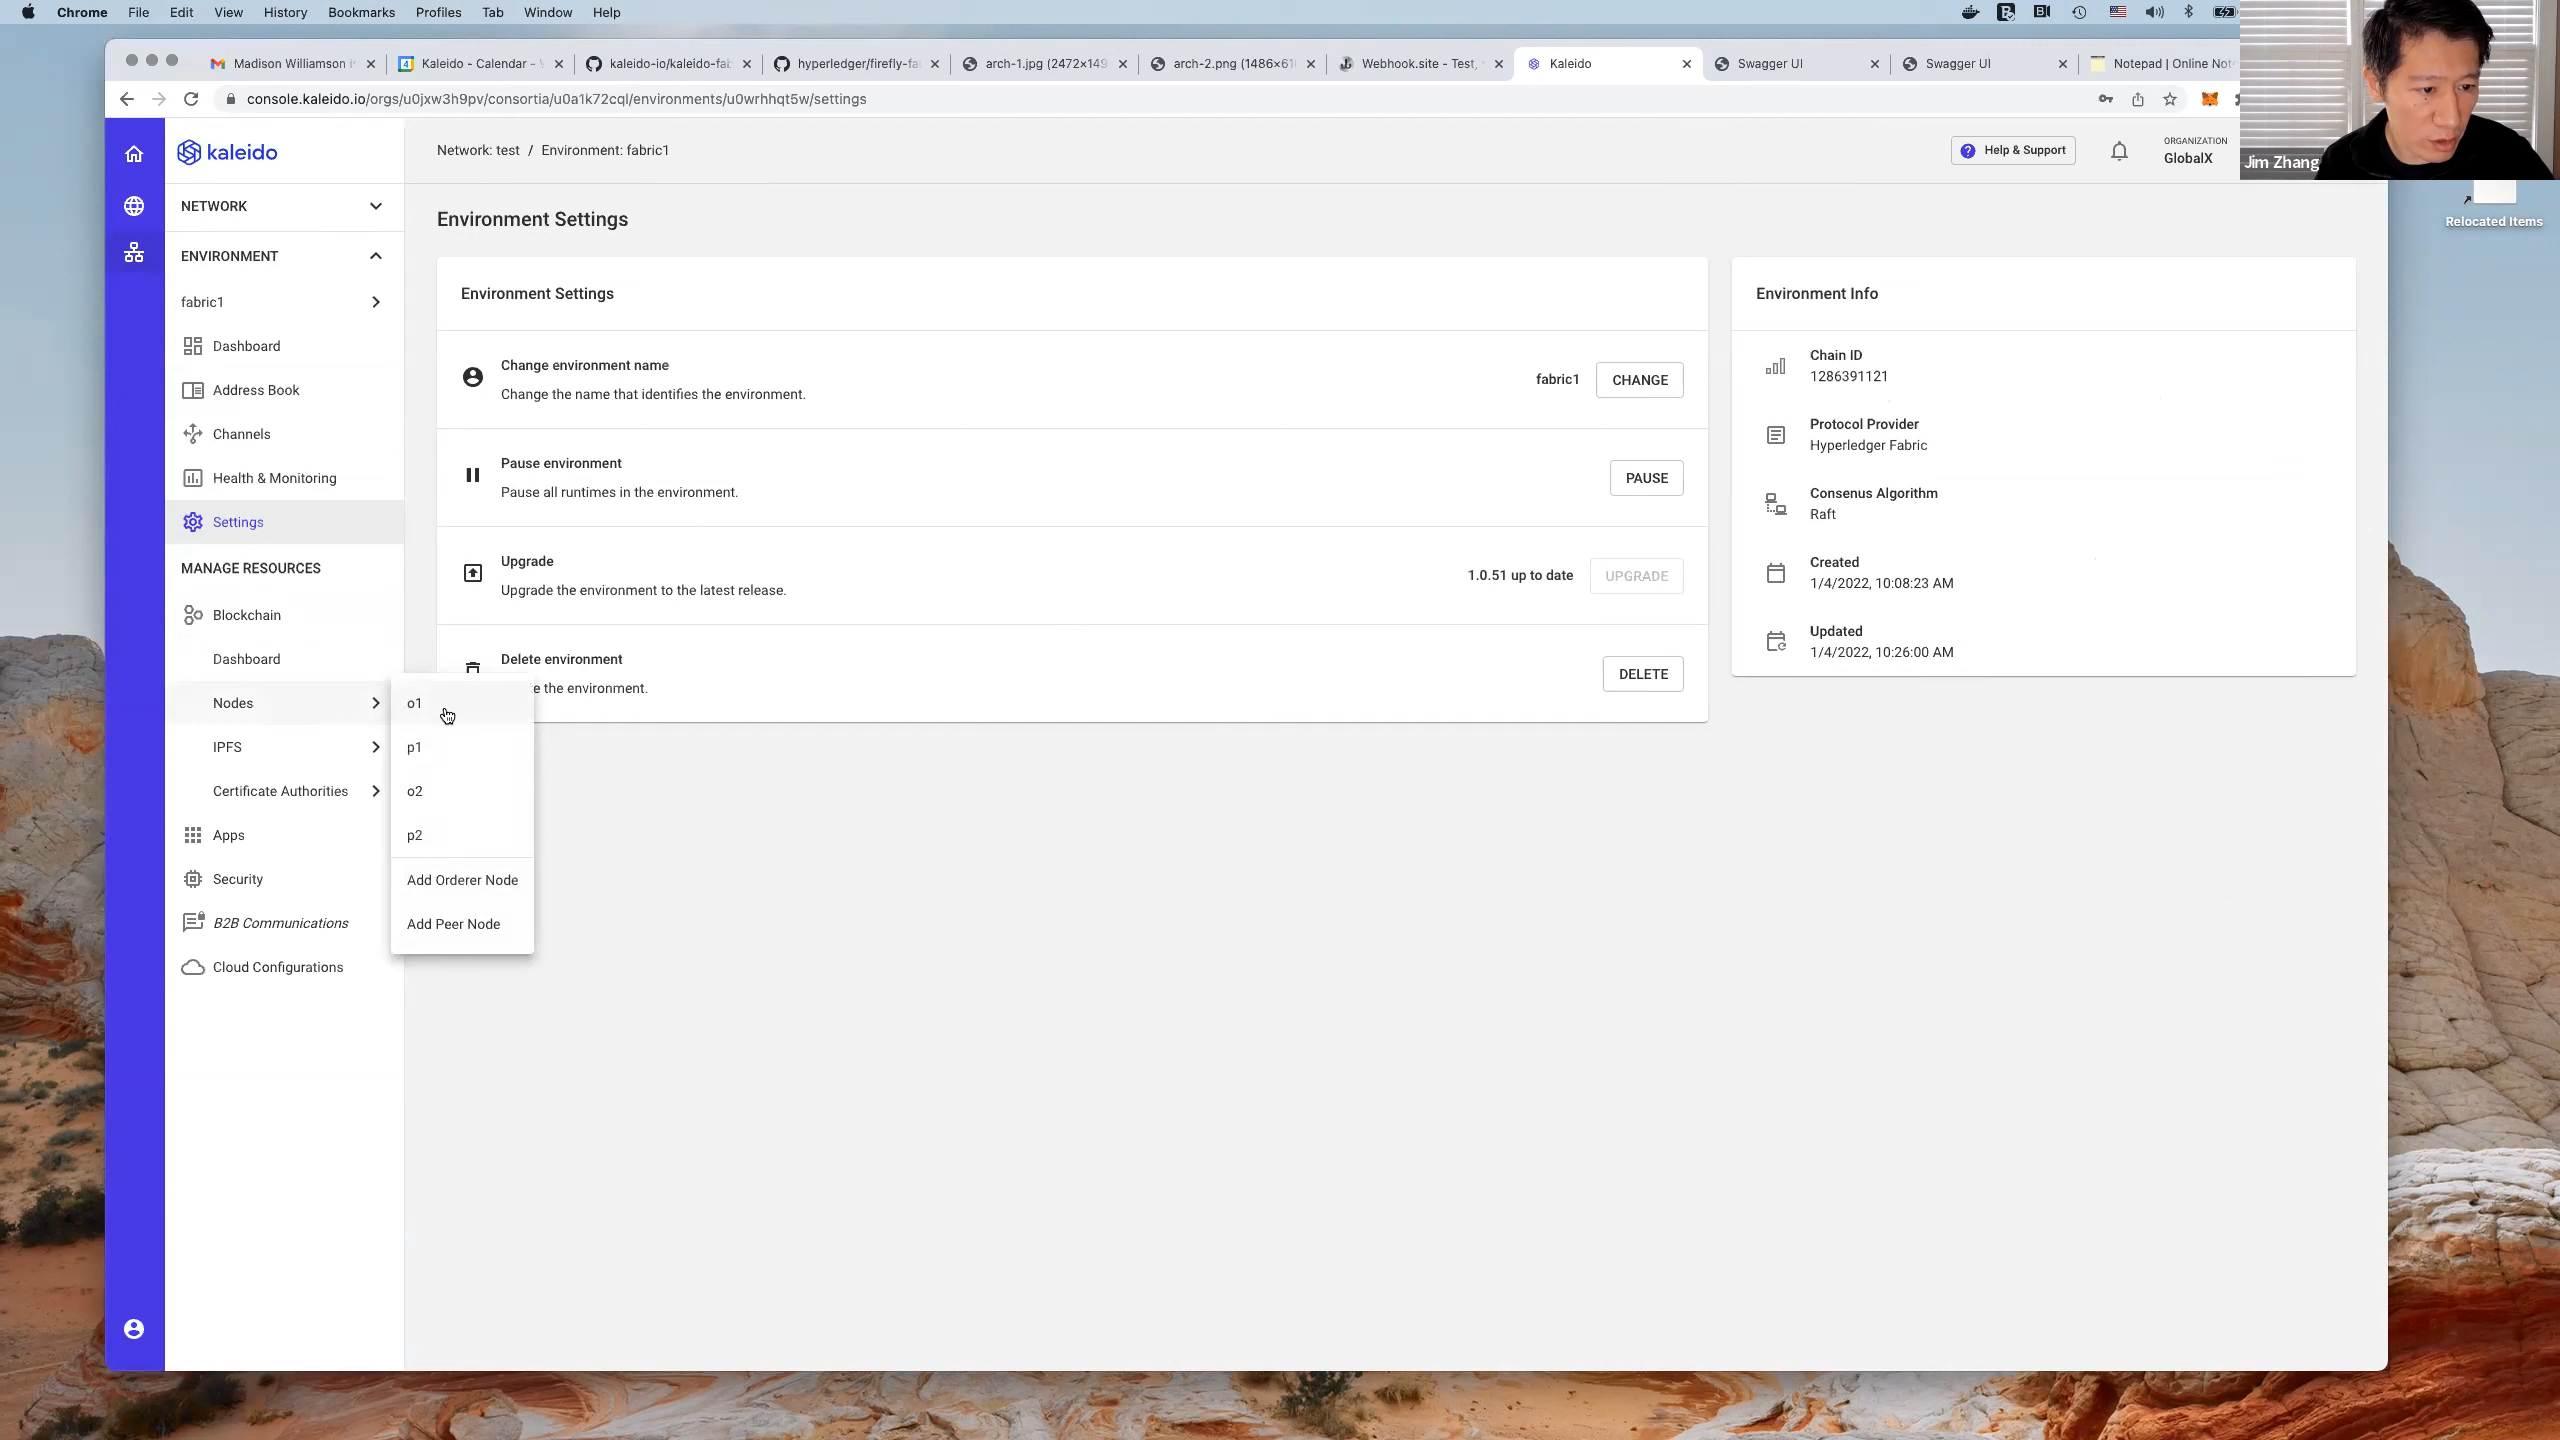 Chrome File Edit View History Bookmarks Profiles Tab Window Help
Madison Williamson
Kaleido - Calendar -
kaleido-io/kaleido-fab
hyperledger/firefly-fa
arch-1.jpg (2472×149
arch-2.png (1486×61
Webhook.site - Test,
Kaleido
Swagger UI
Swagger UI
Notepad | Online Not
console.kaleido.io/orgs/u0jxw3h9pv/consortia/u0a1k72cql/environments/u0wrhhqt5w/settings
kaleido
Network: test / Environment: fabric1
Help & Support
ORGANIZATION
GlobalX
Jim Zhang
Relocated Items
NETWORK
ENVIRONMENT
fabric1
Dashboard
Address Book
Channels
Health & Monitoring
Settings
MANAGE RESOURCES
Blockchain
Dashboard
Nodes
IPFS
Certificate Authorities
Apps
Security
B2B Communications
Cloud Configurations
o1
p1
o2
p2
Add Orderer Node
Add Peer Node
Environment Settings
Environment Settings
Change environment name
Change the name that identifies the environment.
fabric1
CHANGE
Pause environment
Pause all runtimes in the environment.
PAUSE
Upgrade
Upgrade the environment to the latest release.
1.0.51 up to date
UPGRADE
Delete environment
the environment.
DELETE
Environment Info
Chain ID
1286391121
Protocol Provider
Hyperledger Fabric
Consenus Algorithm
Raft
Created
1/4/2022, 10:08:23 AM
Updated
1/4/2022, 10:26:00 AM